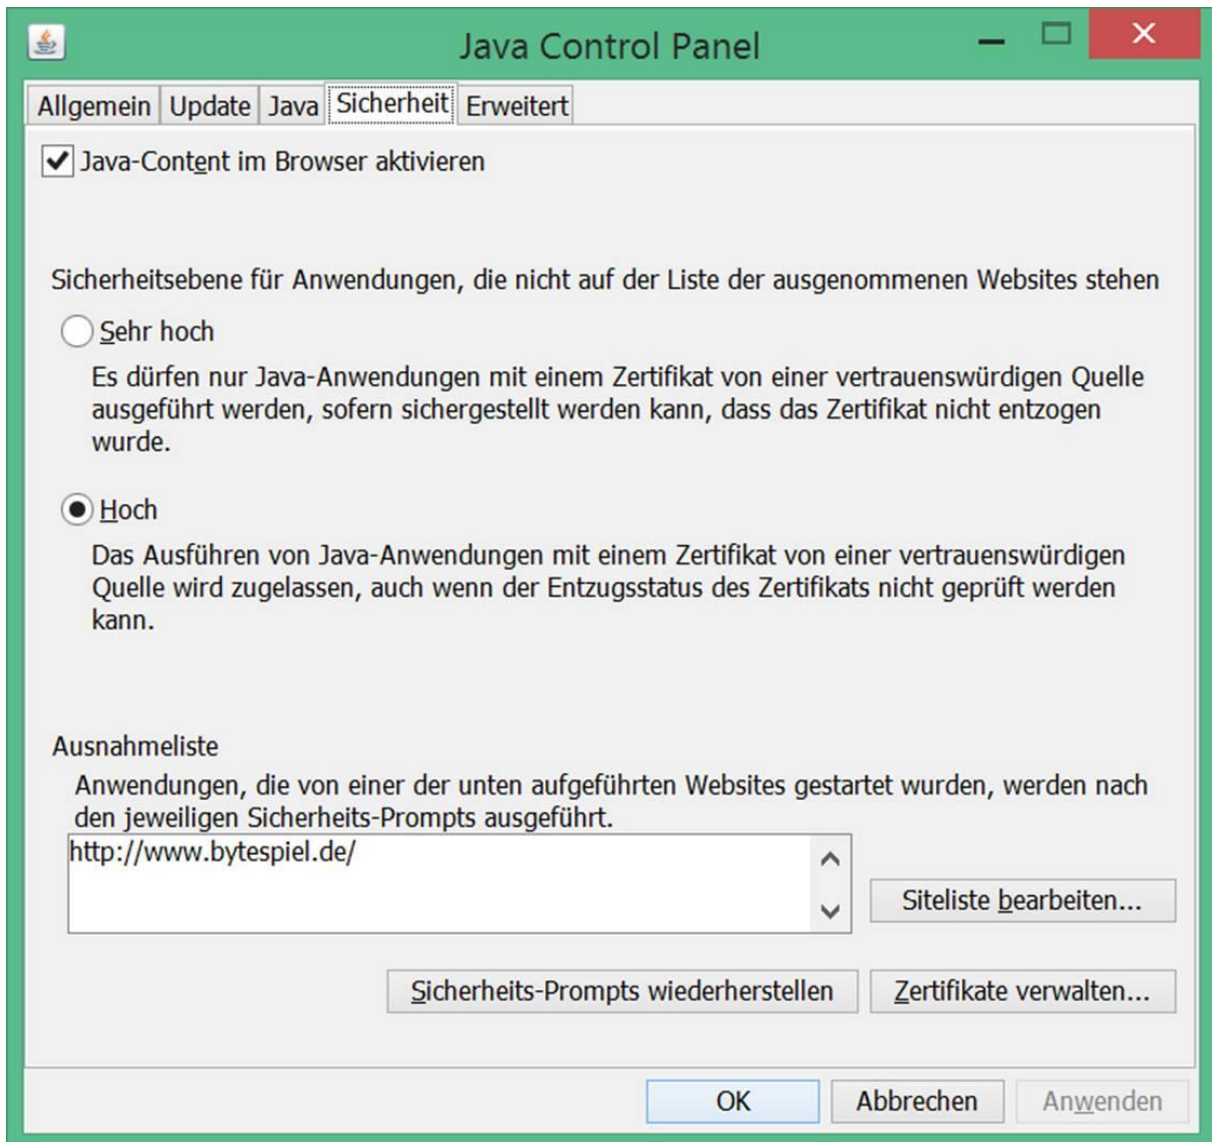 Java Control Panel
Allgemein Update Java Sicherheit Erweitert
Java-Content im Browser aktivieren
Sicherheitsebene für Anwendungen, die nicht auf der Liste der ausgenommenen Websites stehen
Sehr hoch
Es dürfen nur Java-Anwendungen mit einem Zertifikat von einer vertrauenswürdigen Quelle
ausgeführt werden, sofern sichergestellt werden kann, dass das Zertifikat nicht entzogen
wurde.
Hoch
Das Ausführen von Java-Anwendungen mit einem Zertifikat von einer vertrauenswürdigen
Quelle wird zugelassen, auch wenn der Entzugsstatus des Zertifikats nicht geprüft werden
kann.
Ausnahmeliste
Anwendungen, die von einer der unten aufgeführten Websites gestartet wurden, werden nach
den jeweiligen Sicherheits-Prompts ausgeführt.
http://www.bytespiel.de/
Siteliste bearbeiten...
Sicherheits-Prompts wiederherstellen Zertifikate verwalten...
OK Abbrechen Anwenden